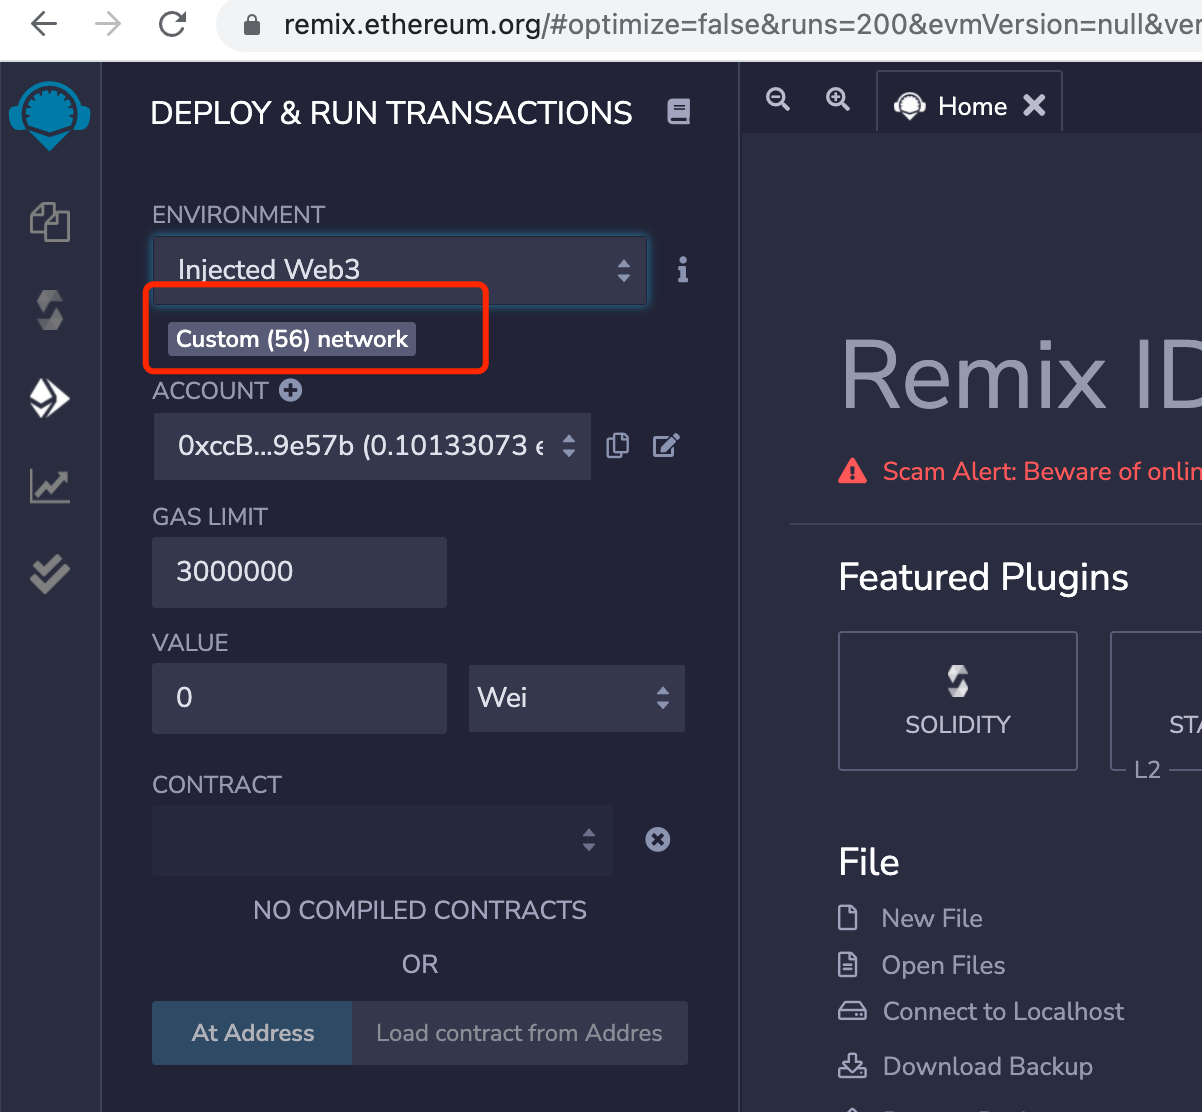 remix.ethereum.org/#optimize=false&runs=200&evmVersion=null&ver
DEPLOY & RUN TRANSACTIONS
Home
ENVIRONMENT
Injected Web3
Custom (56) network
ACCOUNT
0xccB...9e57b (0.10133073 e
GAS LIMIT
3000000
VALUE
0
Wei
CONTRACT
NO COMPILED CONTRACTS
OR
At Address
Load contract from Addres
Remix ID
Scam Alert: Beware of onlin
Featured Plugins
SOLIDITY
STA
L2
File
New File
Open Files
Connect to Localhost
Download Backup